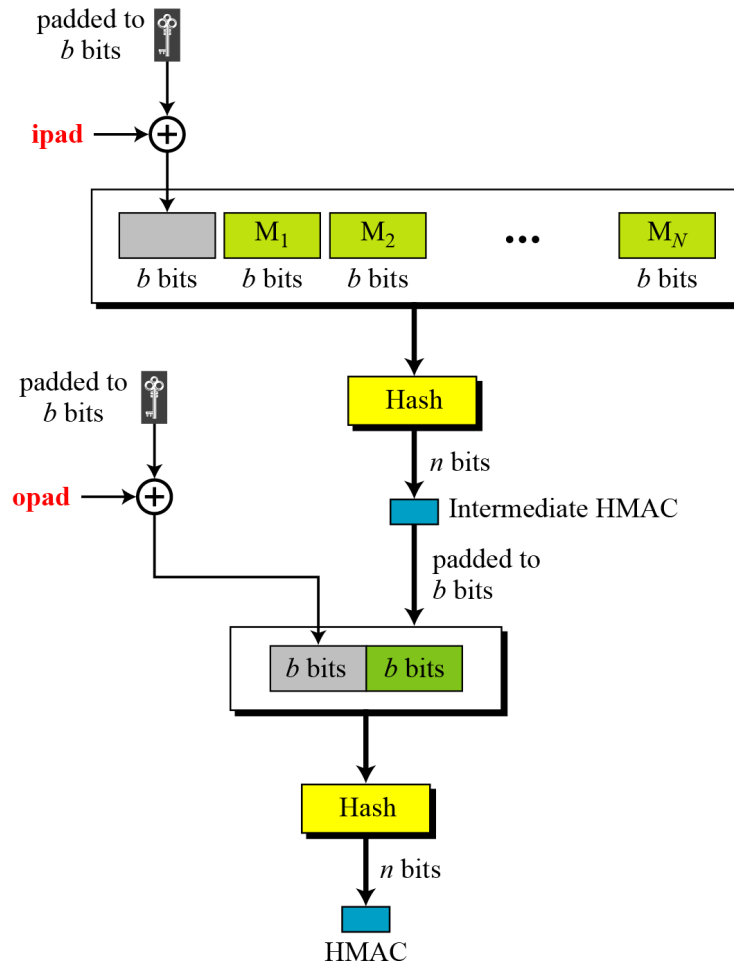 padded to
b bits
ipad
M₁ M₂ ... M_N
b bits b bits b bits b bits
padded to
b bits
Hash
n bits
opad
Intermediate HMAC
padded to
b bits
b bits b bits
Hash
n bits
HMAC